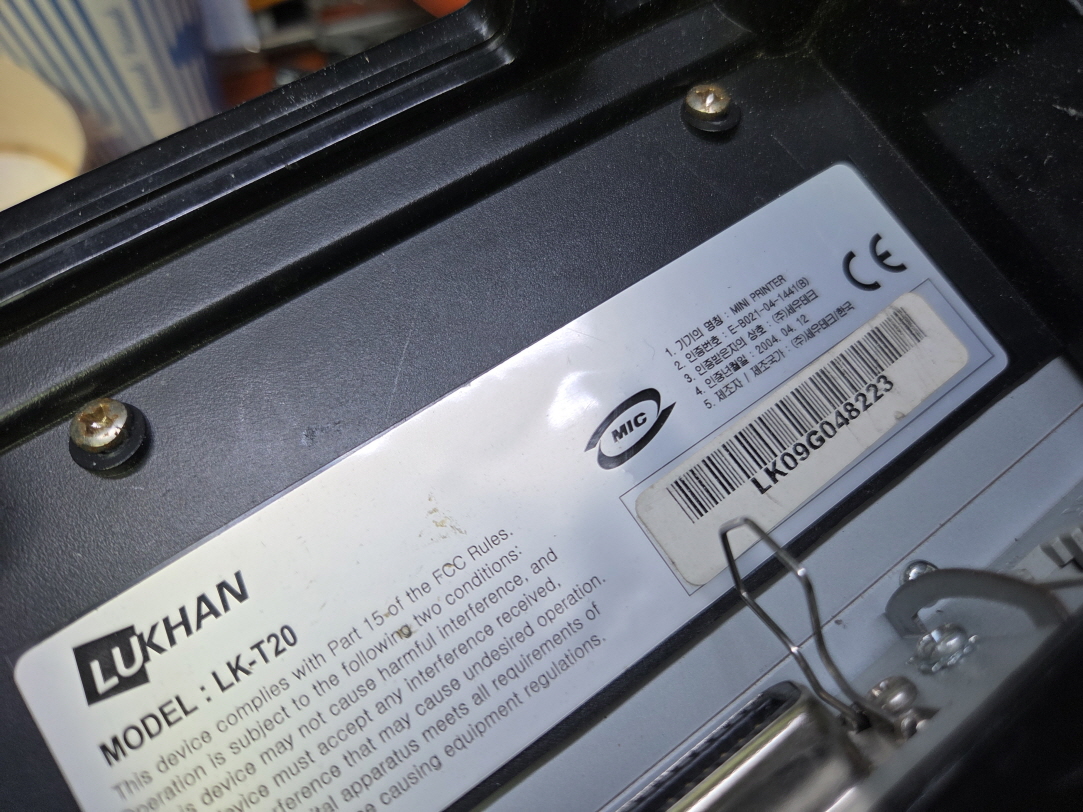 LUKHAN
MODEL : LK-T20
This device complies with Part 15 of the FCC Rules.
Operation is subject to the following two conditions:
device may not cause harmful interference, and
device must accept any interference received,
interference that may cause undesired operation.
apparatus meets all requirements of
causing equipment regulations.
MIC
1. 기기의 명칭 : MINI PRINTER
2. 인증번호 : E-B021-04-1441(B)
3. 인증받은자의 상호 : (주)세우테크
4. 인증년월일 : 2004. 04. 12
5. 제조자 / 제조국가 : (주)세우테크/한국
CE
LK09G048223